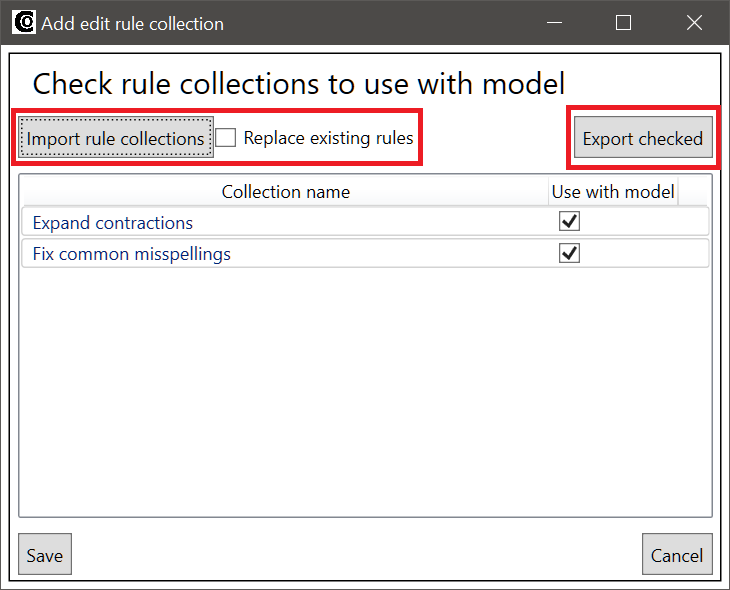 Add edit rule collection
Check rule collections to use with model
Import rule collections Replace existing rules Export checked
Collection name Use with model
Expand contractions
Fix common misspellings
Save Cancel